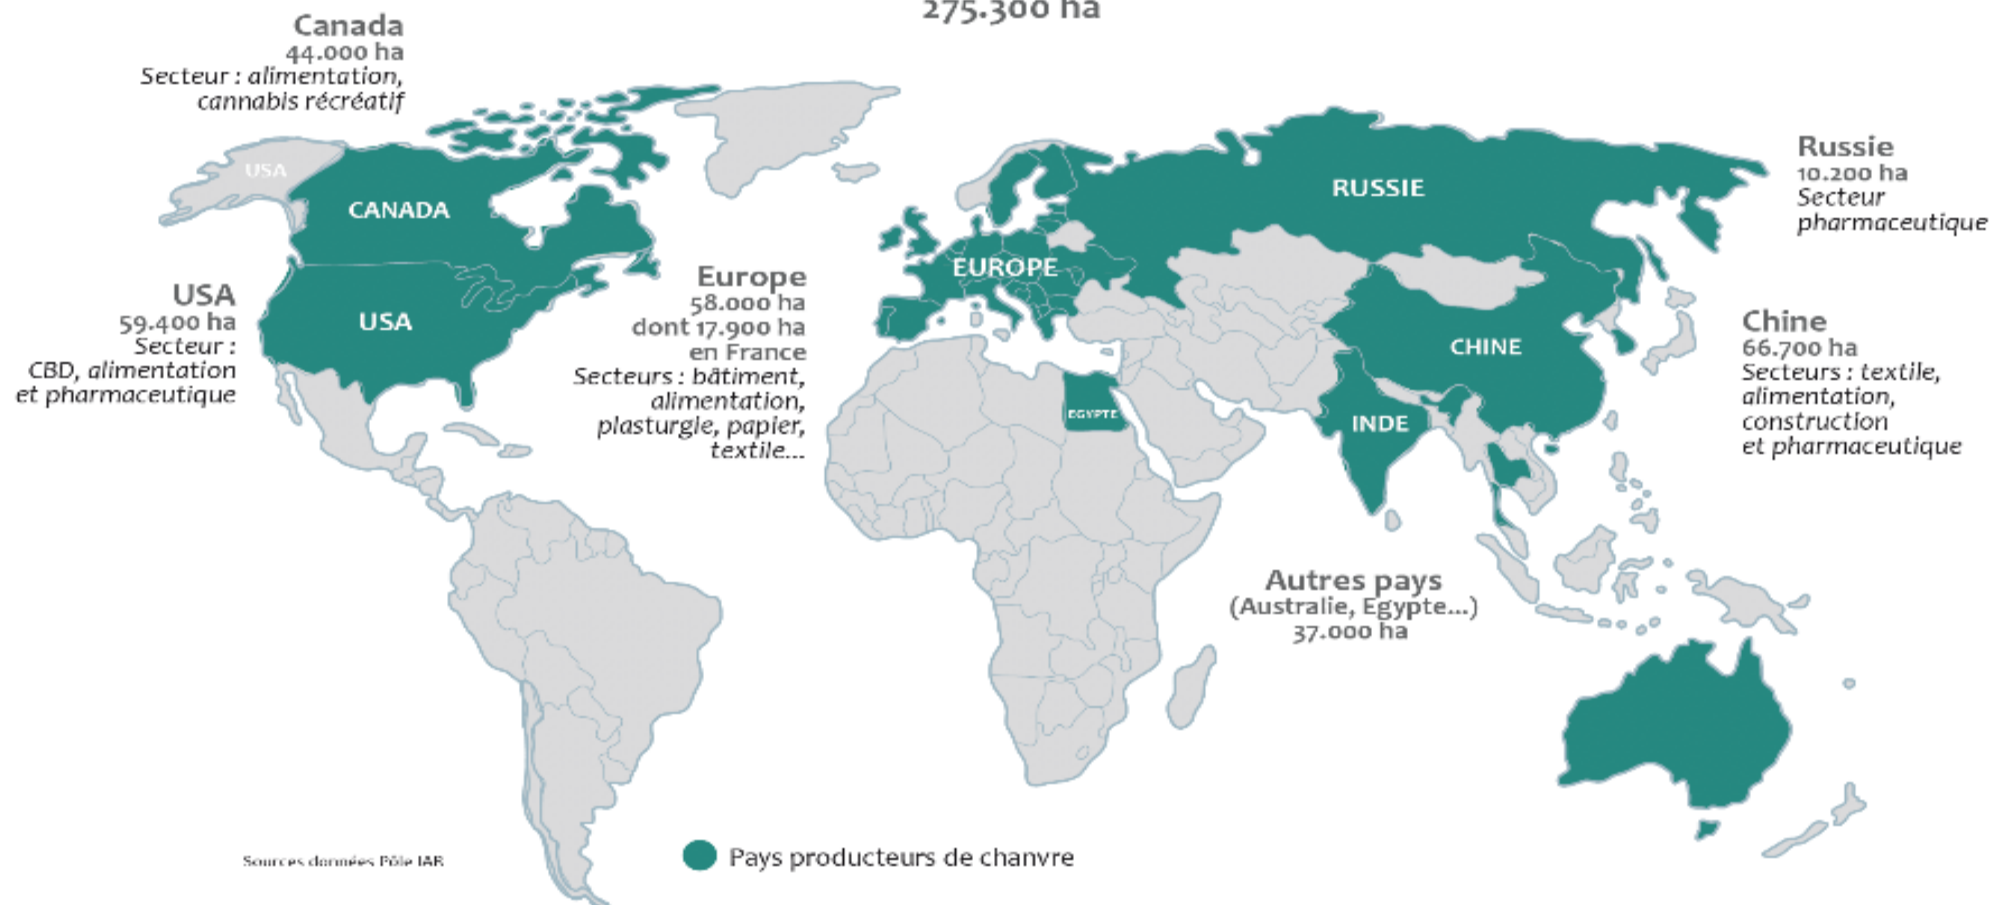 275.300 ha
Canada
44.000 ha
Secteur : alimentation,
cannabis récréatif
USA
CANADA
RUSSIE
Russie
10.200 ha
Secteur
pharmaceutique
EUROPE
Europe
58.000 ha
dont 17.900 ha
en France
Secteurs : bâtiment,
alimentation,
plasturgie, papier,
textile...
USA
59.400 ha
Secteur :
CBD, alimentation
et pharmaceutique
USA
CHINE
Chine
66.700 ha
Secteurs : textile,
alimentation,
construction
et pharmaceutique
EGYPTE
INDE
Autres pays
(Australie, Egypte...)
37.000 ha
Sources données Pôle IAR
Pays producteurs de chanvre